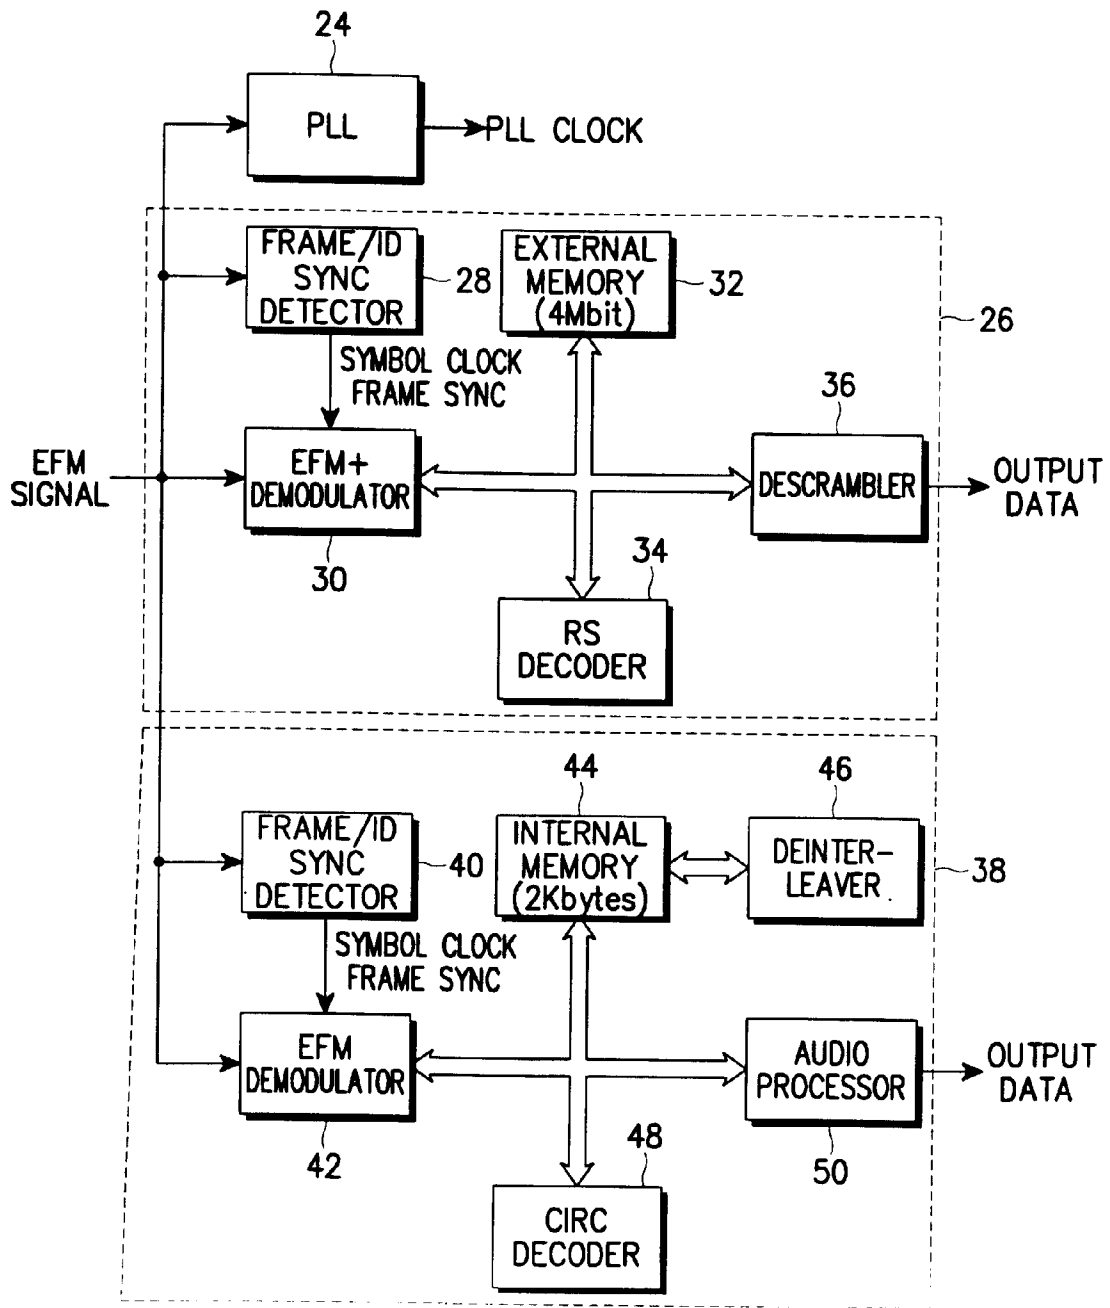 24
PLL
PLL CLOCK
FRAME/ID
SYNC
DETECTOR
28
EXTERNAL
MEMORY
(4Mbit)
32
26
SYMBOL CLOCK
FRAME SYNC
36
EFM
SIGNAL
EFM+
DEMODULATOR
30
DESCRAMBLER
OUTPUT
DATA
34
RS
DECODER
44
46
FRAME/ID
SYNC
DETECTOR
40
INTERNAL
MEMORY
(2Kbytes)
DEINTER-
LEAVER
38
SYMBOL CLOCK
FRAME SYNC
EFM
DEMODULATOR
42
AUDIO
PROCESSOR
50
OUTPUT
DATA
48
CIRC
DECODER